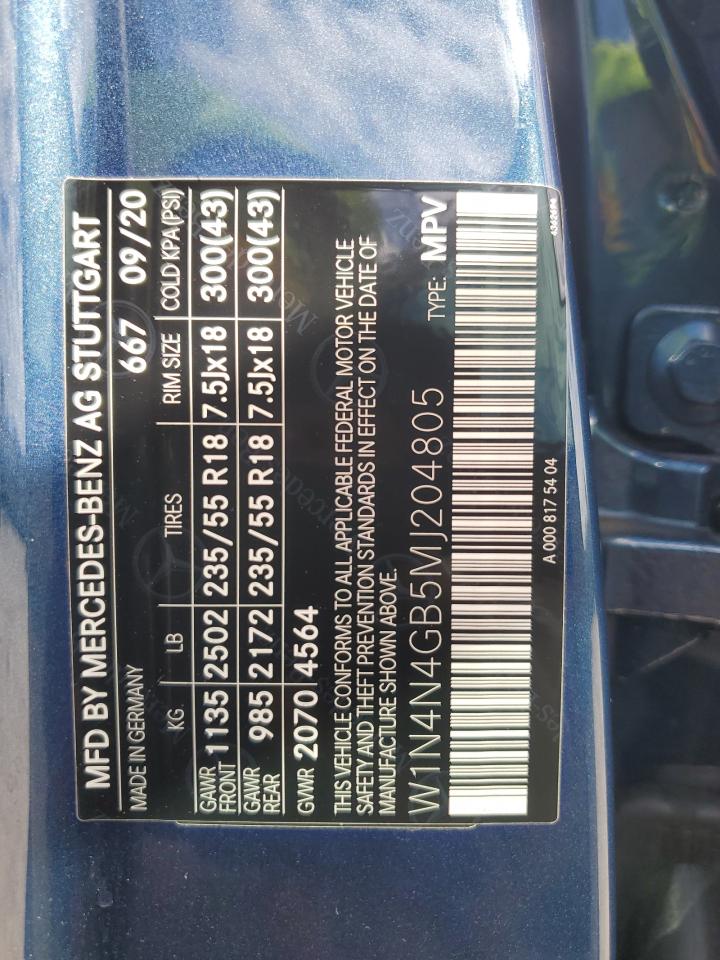 MFD BY MERCEDES-BENZ AG STUTTGART
MADE IN GERMANY 667 09/20
KG LB TIRES RIM SIZE COLD KPA(PSI)
GAWR FRONT 1135 2502 235/55 R18 7.5Jx18 300(43)
GAWR REAR 985 2172 235/55 R18 7.5Jx18 300(43)
GWR 2070 4564
THIS VEHICLE CONFORMS TO ALL APPLICABLE FEDERAL MOTOR VEHICLE
SAFETY AND THEFT PREVENTION STANDARDS IN EFFECT ON THE DATE OF
MANUFACTURE SHOWN ABOVE.
W1N4N4GB5MJ204805 TYPE: MPV
A 000 817 54 04